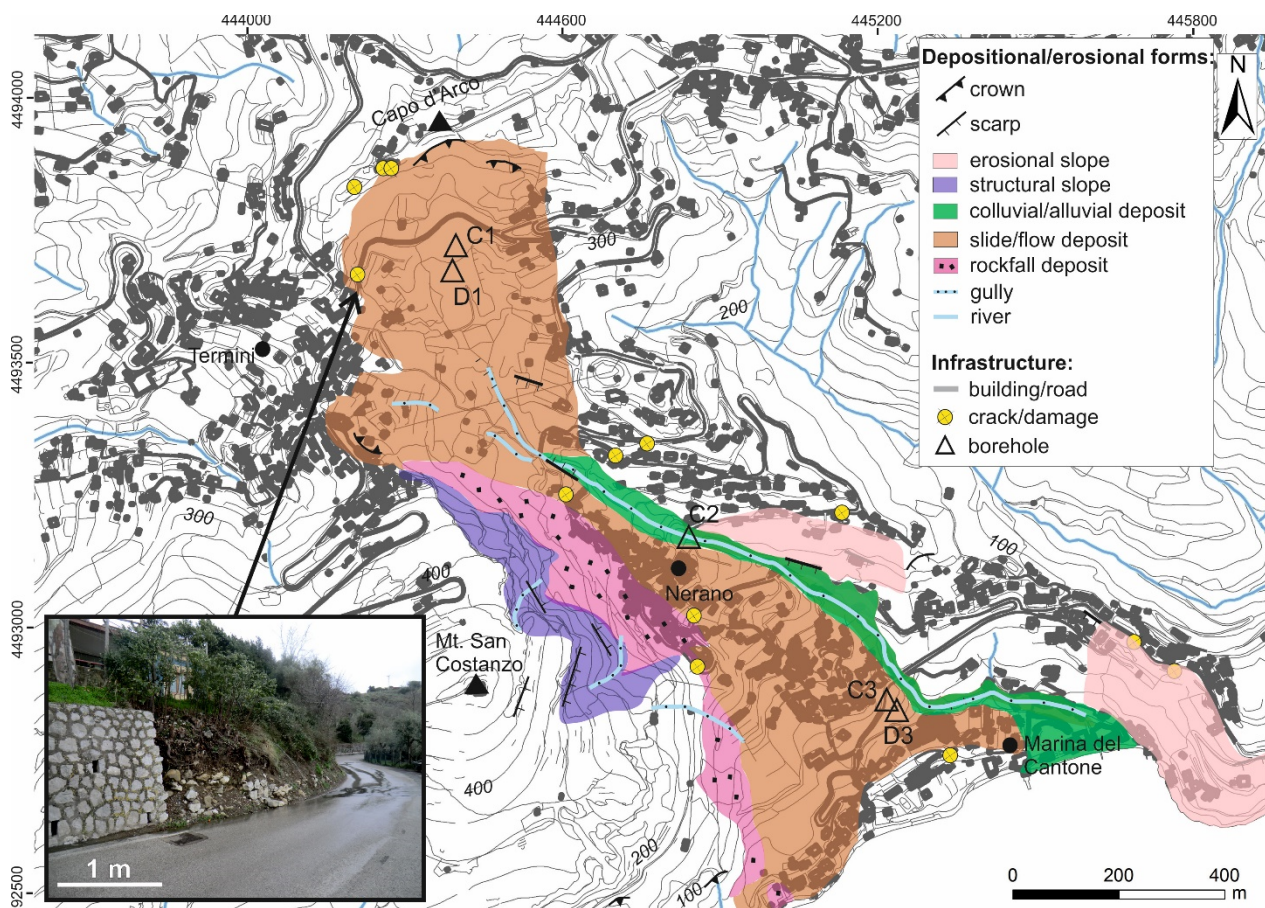 444000
444600
445200
445800
4494000
4493500
4493000
92500
Depositional/erosional forms:
crown
scarp
erosional slope
structural slope
colluvial/alluvial deposit
slide/flow deposit
rockfall deposit
gully
river
Infrastructure:
building/road
crack/damage
borehole
N
Capo d'Arco
C1
D1
300
200
Termini
300
C2
Nerano
100
400
Mt. San
Costanzo
C3
D3
Marina del
Cantone
400
200
100
1 m
0
200
400
m